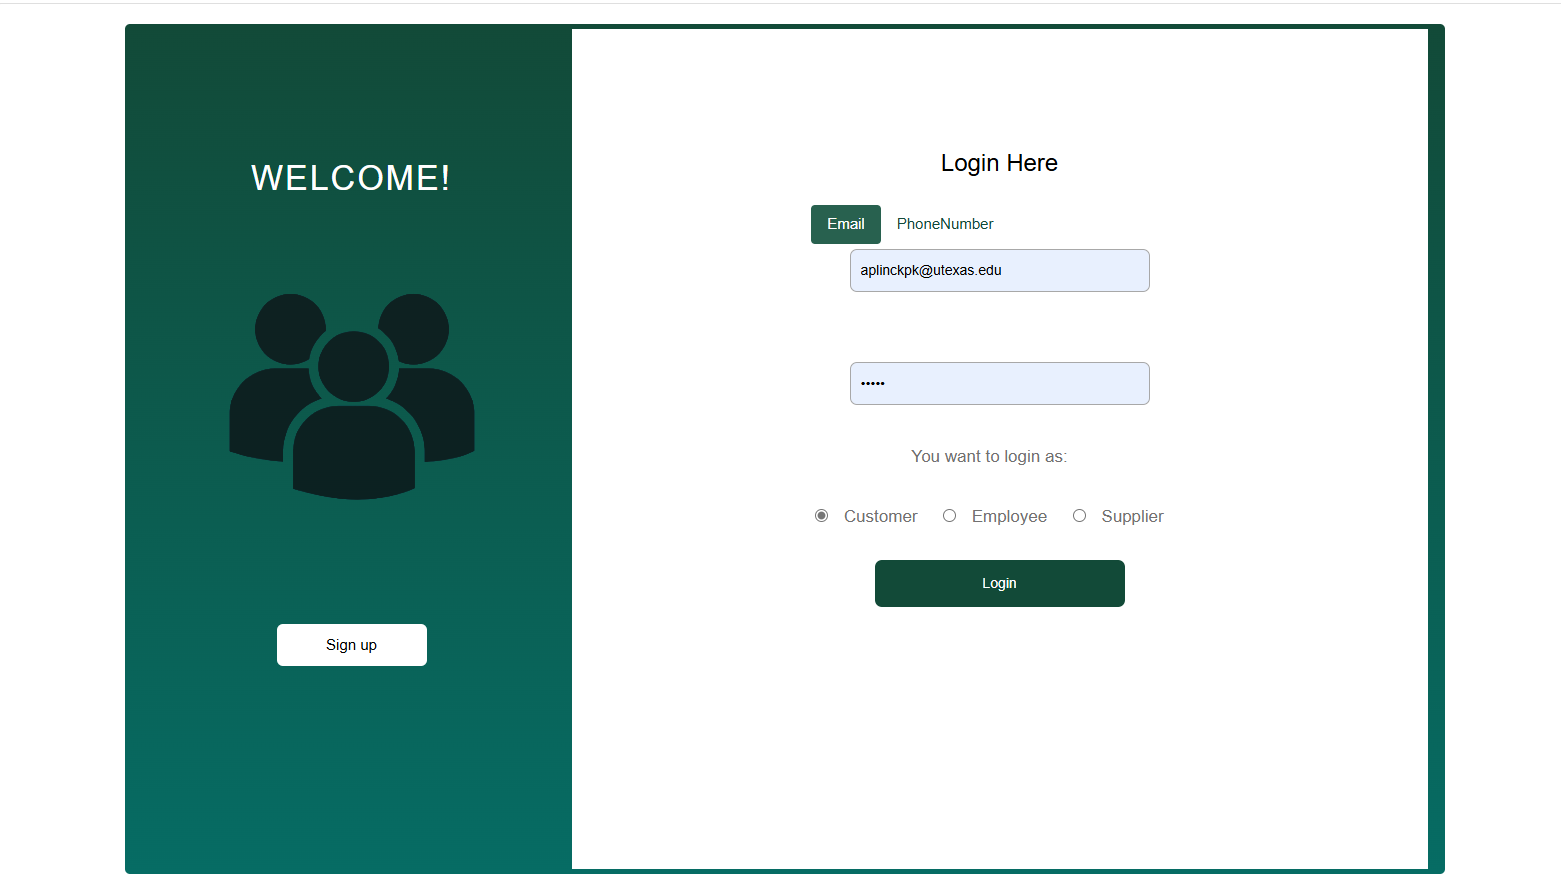 WELCOME!
Sign up
Login Here
Email PhoneNumber
aplinckpk@utexas.edu
•••••
You want to login as:
Customer Employee Supplier
Login